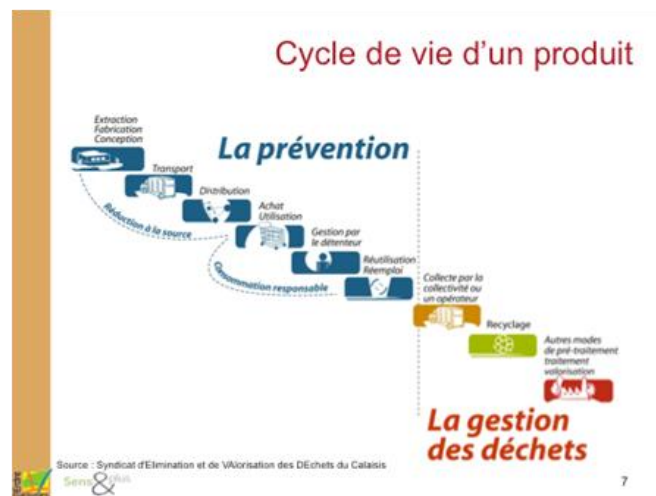 Cycle de vie d'un produit
Extraction
Fabrication
Conception
La prévention
Transport
Distribution
Réduction à la source
Achat
Utilisation
Gestion par
le détenteur
Consommation responsable
Réutilisation
Réemploi
Collecte par la
collectivité ou
un opérateur
Recyclage
Autres modes
de pré-traitement
traitement
valorisation
La gestion
des déchets
Source : Syndicat d'Elimination et de VAlorisation des DEchets du Calaisis
Sens& plus
7